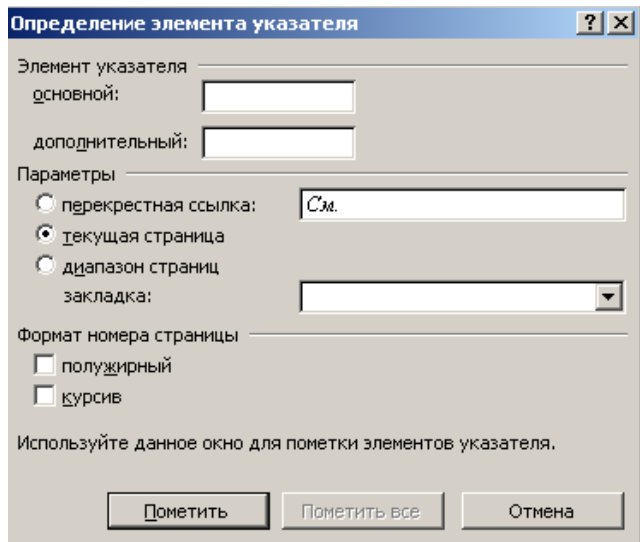 Определение элемента указателя
Элемент указателя
основной:
дополнительный:
Параметры
перекрестная ссылка: См.
текущая страница
диапазон страниц
закладка:
Формат номера страницы
полужирный
курсив
Используйте данное окно для пометки элементов указателя.
Пометить Пометить все Отмена